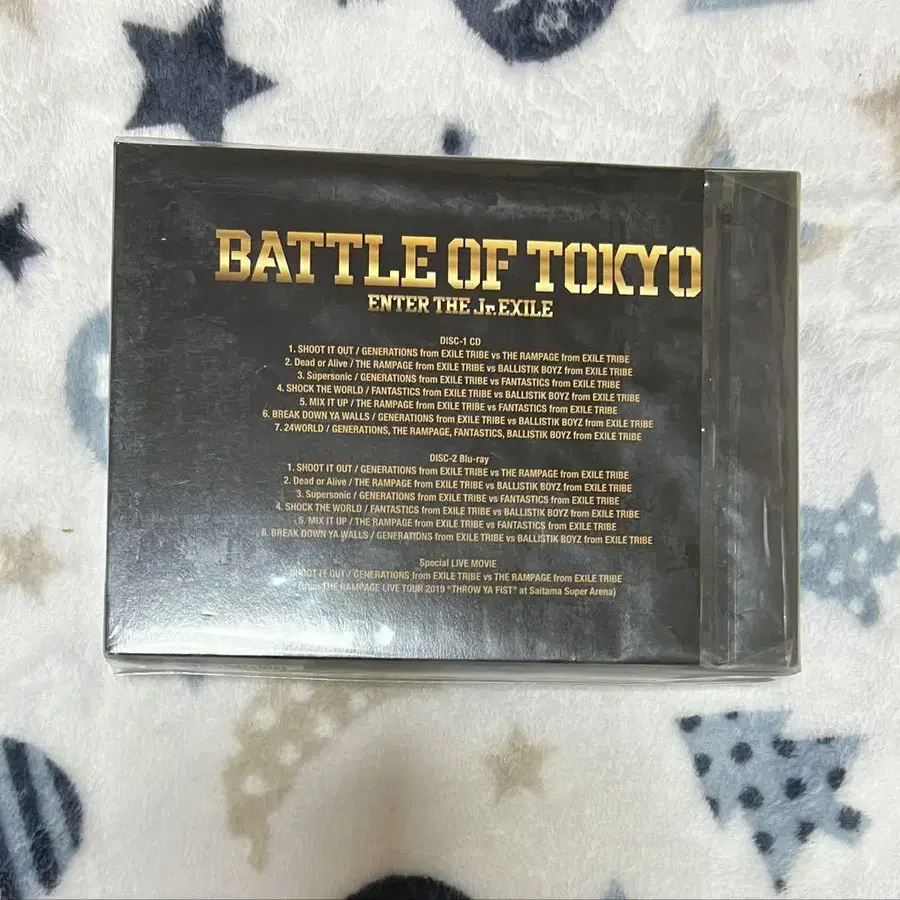 BATTLE OF TOKYO
ENTER THE Jr.EXILE
DISC-1 CD
1. SHOOT IT OUT / GENERATIONS from EXILE TRIBE vs THE RAMPAGE from EXILE TRIBE
2. Dead or Alive / THE RAMPAGE from EXILE TRIBE vs BALLISTIK BOYZ from EXILE TRIBE
3. Supersonic / GENERATIONS from EXILE TRIBE vs FANTASTICS from EXILE TRIBE
4. SHOCK THE WORLD / FANTASTICS from EXILE TRIBE vs BALLISTIK BOYZ from EXILE TRIBE
5. MIX IT UP / THE RAMPAGE from EXILE TRIBE vs FANTASTICS from EXILE TRIBE
6. BREAK DOWN YA WALLS / GENERATIONS from EXILE TRIBE vs BALLISTIK BOYZ from EXILE TRIBE
7. 24WORLD / GENERATIONS, THE RAMPAGE, FANTASTICS, BALLISTIK BOYZ from EXILE TRIBE
DISC-2 Blu-ray
1. SHOOT IT OUT / GENERATIONS from EXILE TRIBE vs THE RAMPAGE from EXILE TRIBE
2. Dead or Alive / THE RAMPAGE from EXILE TRIBE vs BALLISTIK BOYZ from EXILE TRIBE
3. Supersonic / GENERATIONS from EXILE TRIBE vs FANTASTICS from EXILE TRIBE
4. SHOCK THE WORLD / FANTASTICS from EXILE TRIBE vs BALLISTIK BOYZ from EXILE TRIBE
5. MIX IT UP / THE RAMPAGE from EXILE TRIBE vs FANTASTICS from EXILE TRIBE
6. BREAK DOWN YA WALLS / GENERATIONS from EXILE TRIBE vs BALLISTIK BOYZ from EXILE TRIBE
Special LIVE MOVIE
SHOOT IT OUT / GENERATIONS from EXILE TRIBE vs THE RAMPAGE from EXILE TRIBE
(from THE RAMPAGE LIVE TOUR 2019 "THROW YA FIST" at Saitama Super Arena)